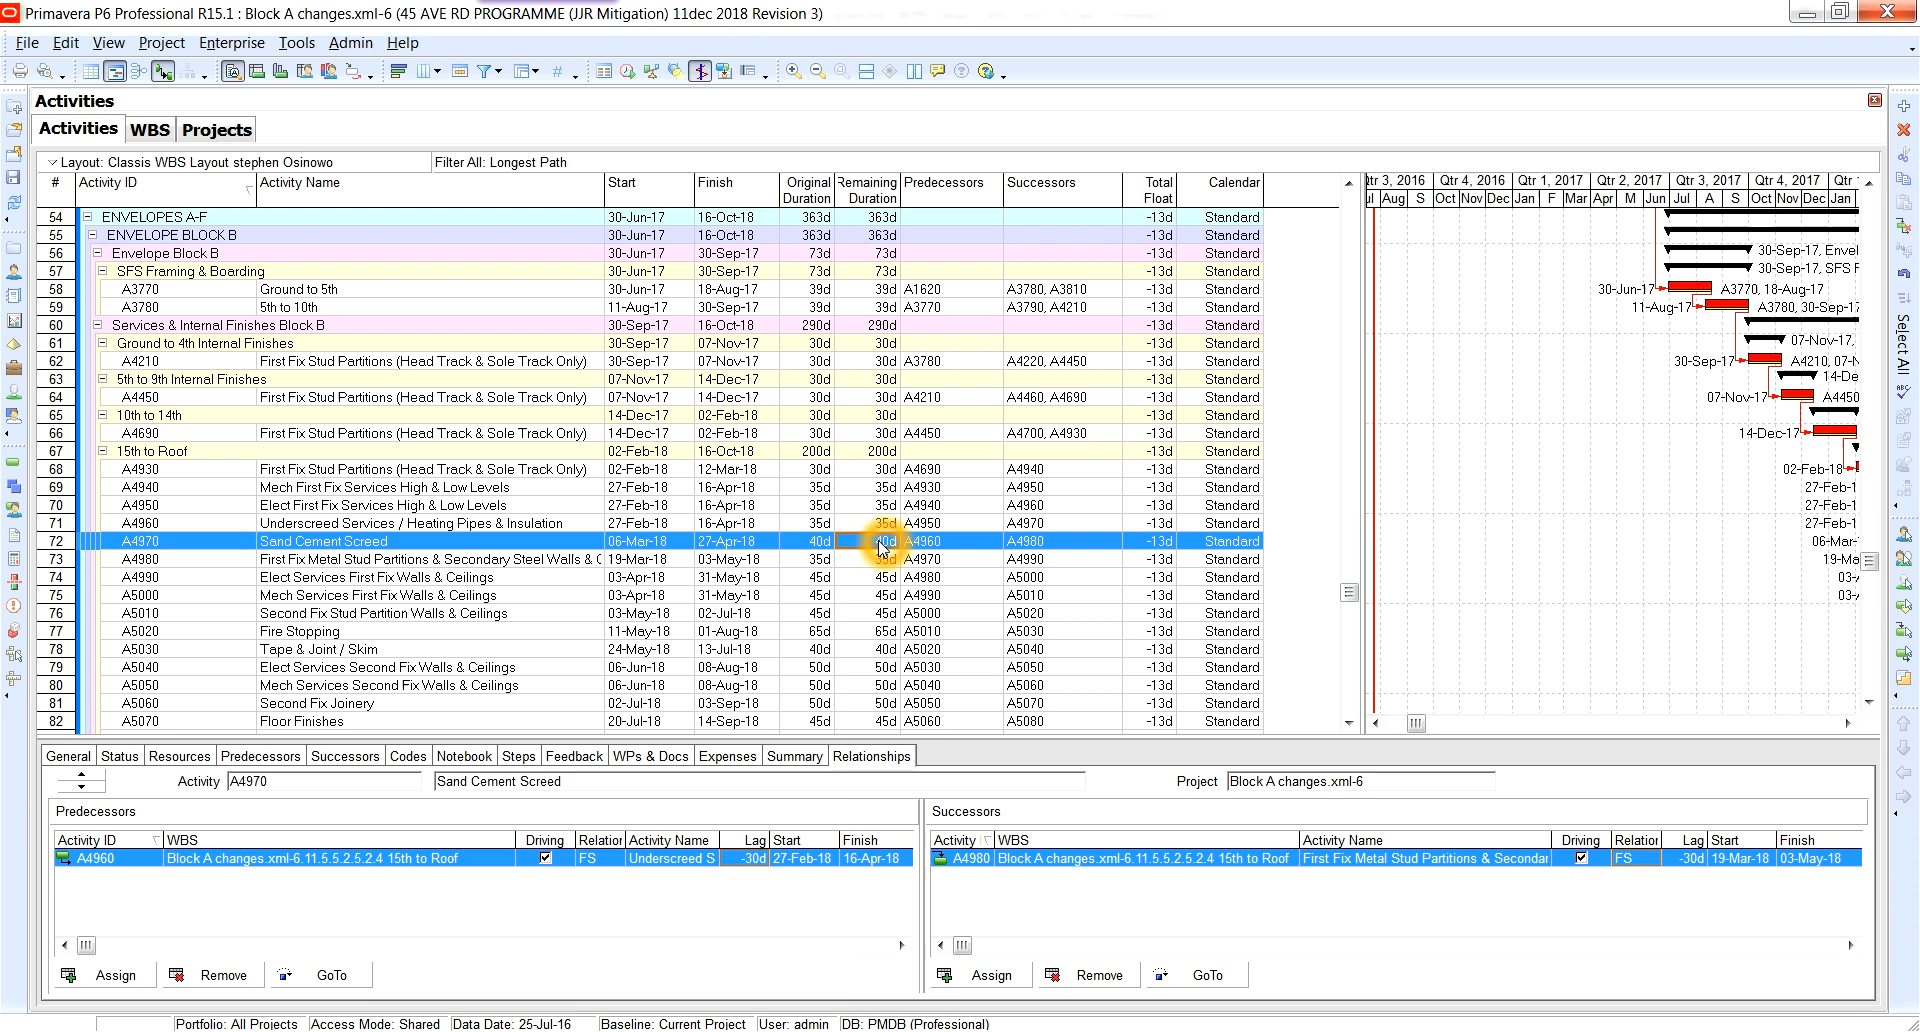 Primavera P6 Professional R15.1 : Block A changes.xml-6 (45 AVE RD PROGRAMME (JJR Mitigation) 11dec 2018 Revision 3)
File Edit View Project Enterprise Tools Admin Help
Activities
Activities WBS Projects
Layout: Classis WBS Layout stephen Osinowo Filter All: Longest Path
# Activity ID Activity Name Start Finish Original Duration Remaining Duration Predecessors Successors Total Float Calendar
Qtr 3, 2016 Qtr 4, 2016 Qtr 1, 2017 Qtr 2, 2017 Qtr 3, 2017 Qtr 4, 2017 Qtr
Aug S Oct Nov Dec Jan F Mar Apr M Jun Jul A S Oct Nov Dec Jan
54 ENVELOPES A-F 30-Jun-17 16-Oct-18 363d 363d -13d Standard
55 ENVELOPE BLOCK B 30-Jun-17 16-Oct-18 363d 363d -13d Standard
56 Envelope Block B 30-Jun-17 30-Sep-17 73d 73d -13d Standard 30-Sep-17, Envel
57 SFS Framing & Boarding 30-Jun-17 30-Sep-17 73d 73d -13d Standard 30-Sep-17, SFS F
58 A3770 Ground to 5th 30-Jun-17 18-Aug-17 39d 39d A1620 A3780, A3810 -13d Standard 30-Jun-17 A3770, 18-Aug-17
59 A3780 5th to 10th 11-Aug-17 30-Sep-17 39d 39d A3770 A3790, A4210 -13d Standard 11-Aug-17 A3780, 30-Sep-17
60 Services & Internal Finishes Block B 30-Sep-17 16-Oct-18 290d 290d -13d Standard
61 Ground to 4th Internal Finishes 30-Sep-17 07-Nov-17 30d 30d -13d Standard 07-Nov-17,
62 A4210 First Fix Stud Partitions (Head Track & Sole Track Only) 30-Sep-17 07-Nov-17 30d 30d A3780 A4220, A4450 -13d Standard 30-Sep-17 A4210, 07-N
63 5th to 9th Internal Finishes 07-Nov-17 14-Dec-17 30d 30d -13d Standard 14-De
64 A4450 First Fix Stud Partitions (Head Track & Sole Track Only) 07-Nov-17 14-Dec-17 30d 30d A4210 A4460, A4690 -13d Standard 07-Nov-17 A4450
65 10th to 14th 14-Dec-17 02-Feb-18 30d 30d -13d Standard
66 A4690 First Fix Stud Partitions (Head Track & Sole Track Only) 14-Dec-17 02-Feb-18 30d 30d A4450 A4700, A4930 -13d Standard 14-Dec-17
67 15th to Roof 02-Feb-18 16-Oct-18 200d 200d -13d Standard
68 A4930 First Fix Stud Partitions (Head Track & Sole Track Only) 02-Feb-18 12-Mar-18 30d 30d A4690 A4940 -13d Standard 02-Feb-18
69 A4940 Mech First Fix Services High & Low Levels 27-Feb-18 16-Apr-18 35d 35d A4930 A4950 -13d Standard 27-Feb-1
70 A4950 Elect First Fix Services High & Low Levels 27-Feb-18 16-Apr-18 35d 35d A4940 A4960 -13d Standard 27-Feb-1
71 A4960 Underscreed Services / Heating Pipes & Insulation 27-Feb-18 16-Apr-18 35d 35d A4950 A4970 -13d Standard 27-Feb-1
72 A4970 Sand Cement Screed 06-Mar-18 27-Apr-18 40d 40d A4960 A4980 -13d Standard 06-Mar-
73 A4980 First Fix Metal Stud Partitions & Secondary Steel Walls & C 19-Mar-18 03-May-18 35d 35d A4970 A4990 -13d Standard 19-Ma
74 A4990 Elect Services First Fix Walls & Ceilings 03-Apr-18 31-May-18 45d 45d A4980 A5000 -13d Standard 03-A
75 A5000 Mech Services First Fix Walls & Ceilings 03-Apr-18 31-May-18 45d 45d A4990 A5010 -13d Standard 03-A
76 A5010 Second Fix Stud Partition Walls & Ceilings 03-May-18 02-Jul-18 45d 45d A5000 A5020 -13d Standard
77 A5020 Fire Stopping 11-May-18 01-Aug-18 65d 65d A5010 A5030 -13d Standard
78 A5030 Tape & Joint / Skim 24-May-18 13-Jul-18 40d 40d A5020 A5040 -13d Standard
79 A5040 Elect Services Second Fix Walls & Ceilings 06-Jun-18 08-Aug-18 50d 50d A5030 A5050 -13d Standard
80 A5050 Mech Services Second Fix Walls & Ceilings 06-Jun-18 08-Aug-18 50d 50d A5040 A5060 -13d Standard
81 A5060 Second Fix Joinery 02-Jul-18 03-Sep-18 50d 50d A5050 A5070 -13d Standard
82 A5070 Floor Finishes 20-Jul-18 14-Sep-18 45d 45d A5060 A5080 -13d Standard
Select All
General Status Resources Predecessors Successors Codes Notebook Steps Feedback WPs & Docs Expenses Summary Relationships
Activity A4970 Sand Cement Screed Project Block A changes.xml-6
Predecessors
Activity ID WBS Driving Relation Activity Name Lag Start Finish
A4960 Block A changes.xml-6.11.5.5.2.5.2.4 15th to Roof FS Underscreed S -30d 27-Feb-18 16-Apr-18
Assign Remove GoTo
Successors
Activity WBS Activity Name Driving Relation Lag Start Finish
A4980 Block A changes.xml-6.11.5.5.2.5.2.4 15th to Roof First Fix Metal Stud Partitions & Secondar FS -30d 19-Mar-18 03-May-18
Assign Remove GoTo
Portfolio: All Projects Access Mode: Shared Data Date: 25-Jul-16 Baseline: Current Project User: admin DB: PMDB (Professional)